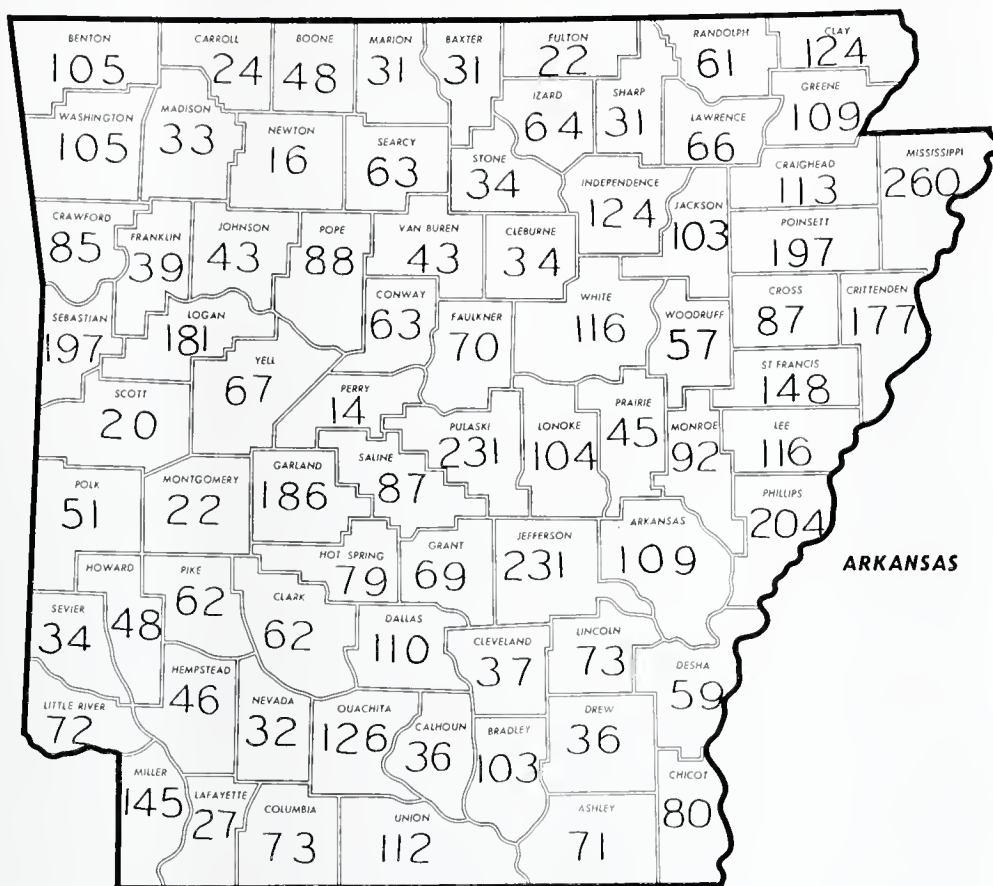 BENTON
105
CARROLL
24
BOONE
48
MARION
31
BAXTER
31
FULTON
22
RANDOLPH
61
CLAY
124
WASHINGTON
105
MADISON
33
NEWTON
16
SEARCY
63
STONE
34
IZARD
64
SHARP
31
LAWRENCE
66
GREENE
109
CRAIGHEAD
113
MISSISSIPPI
260
CRAWFORD
85
FRANKLIN
39
JOHNSON
43
POPE
88
VAN BUREN
43
CLEBURNE
34
INDEPENDENCE
124
JACKSON
103
POINSETT
197
SEBASTIAN
197
LOGAN
181
CONWAY
63
FAULKNER
70
WHITE
116
WOODRUFF
57
CROSS
87
CRITTENDEN
177
SCOTT
20
YELL
67
PERRY
14
PULASKI
231
LONOKE
104
PRAIRIE
45
MONROE
92
ST FRANCIS
148
LEE
116
POLK
51
MONTGOMERY
22
GARLAND
186
SALINE
87
PHILLIPS
204
HOT SPRING
79
GRANT
69
JEFFERSON
231
ARKANSAS
109
ARKANSAS
HOWARD
48
PIKE
62
CLARK
62
SEVIER
34
DALLAS
110
CLEVELAND
37
LINCOLN
73
DESHA
59
LITTLE RIVER
72
HEMPSTEAD
46
NEVADA
32
OUACHITA
126
CALHOUN
36
BRADLEY
103
DREW
36
CHICOT
80
MILLER
145
LAFAYETTE
27
COLUMBIA
73
UNION
112
ASHLEY
71